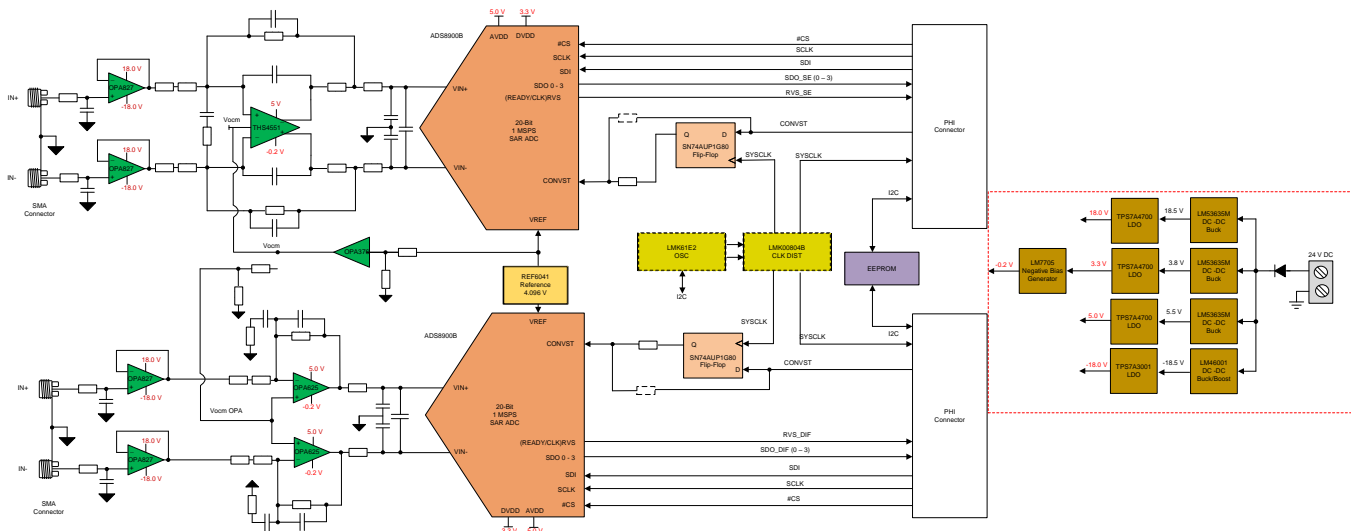 5.0 V
3.3 V
ADS8900B
AVDD
DVDD
#CS
SCLK
SDI
SDO 0 - 3
(READY/CLK)RVS
VIN+
VIN-
20-Bit
1 MSPS
SAR ADC
CONVST
VREF
#CS
SCLK
SDI
SDO_SE (0 – 3)
RVS_SE
CONVST
SYSCLK
SYSCLK
PHI
Connector
Q
D
SN74AUP1G80
Flip-Flop
18.0 V
OPA827
-18.0 V
IN+
18.0 V
OPA827
-18.0 V
IN-
SMA
Connector
Vocm
5 V
THS4551
-0.2 V
Vocm
OPA376
REF6041
Reference
4.096 V
LMK61E2
OSC
LMK00804B
CLK DIST
I2C
I2C
EEPROM
I2C
-0.2 V
LM7705
Negative Bias
Generator
18.0 V
TPS7A4700
LDO
18.5 V
LM53635M
DC -DC
Buck
3.3 V
TPS7A4700
LDO
3.8 V
LM53635M
DC -DC
Buck
5.0 V
TPS7A4700
LDO
5.5 V
LM53635M
DC -DC
Buck
-18.0 V
TPS7A3001
LDO
-18.5 V
LM46001
DC -DC
Buck/Boost
24 V DC
ADS8900B
VREF
CONVST
VIN+
VIN-
20-Bit
1 MSPS
SAR ADC
(READY/CLK)RVS
SDO 0 - 3
SDI
SCLK
#CS
DVDD
AVDD
3.3 V
5.0 V
SYSCLK
SYSCLK
Q
SN74AUP1G80
Flip-Flop
D
CONVST
PHI
Connector
RVS_DIF
SDO_DIF (0 – 3)
SDI
SCLK
#CS
IN+
18.0 V
OPA827
-18.0 V
IN-
18.0 V
OPA827
-18.0 V
SMA
Connector
Vocm OPA
5.0 V
OPA625
-0.2 V
5.0 V
OPA625
-0.2 V